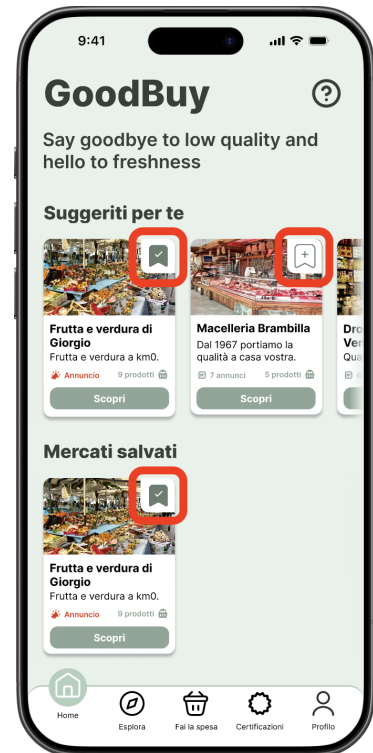 9:41
GoodBuy
Say goodbye to low quality and
hello to freshness
Suggeriti per te
Frutta e verdura di
Giorgio
Frutta e verdura a km0.
Annuncio 9 prodotti
Scopri
Macelleria Brambilla
Dal 1967 portiamo la
qualità a casa vostra.
7 annunci 5 prodotti
Scopri
Dro
Ver
Qua
Mercati salvati
Frutta e verdura di
Giorgio
Frutta e verdura a km0.
Annuncio 9 prodotti
Scopri
Home
Esplora
Fai la spesa
Certificazioni
Profilo